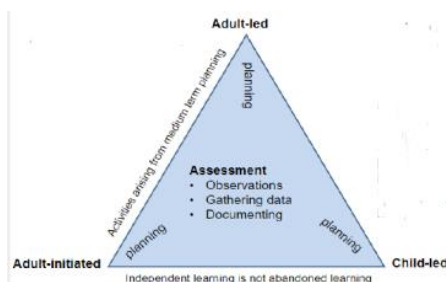 Adult-led
planning
Activities arising from medium term planning
Assessment
• Observations
• Gathering data
• Documenting
planning
planning
Adult-initiated
Child-led
Independent learning is not abandoned learning